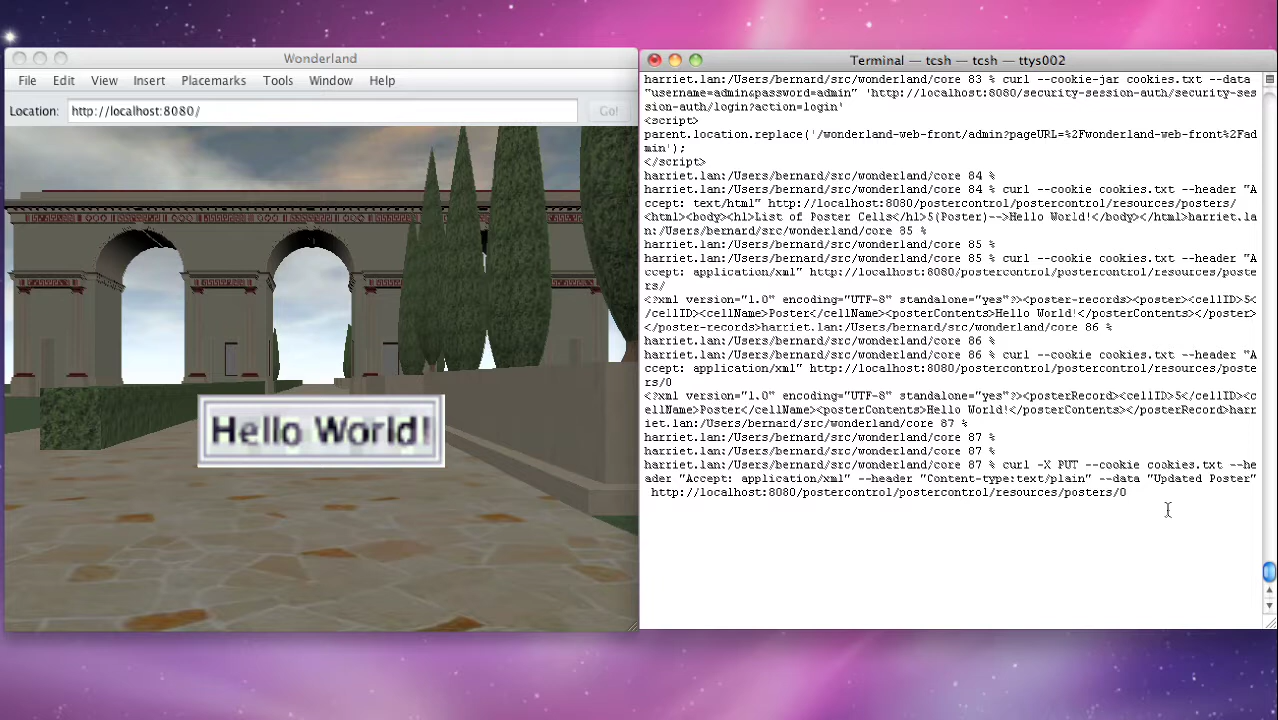 Wonderland
File Edit View Insert Placemarks Tools Window Help
Location: http://localhost:8080/ Go!
Hello World!
Terminal — tcsh — tcsh — ttys002
harriet.lan:/Users/bernard/src/wonderland/core 83 % curl --cookie-jar cookies.txt --data
"username=admin&password=admin" 'http://localhost:8080/security-session-auth/security-ses
sion-auth/login?action=login'
<script>
parent.location.replace('/wonderland-web-front/admin?pageURL=%2Fwonderland-web-front%2Fad
min');
</script>
harriet.lan:/Users/bernard/src/wonderland/core 84 %
harriet.lan:/Users/bernard/src/wonderland/core 84 % curl --cookie cookies.txt --header "A
ccept: text/html" http://localhost:8080/postercontrol/postercontrol/resources/posters/
<html><body><h1>List of Poster Cells</h1>5(Poster)-->Hello World!</body></html>harriet.la
n:/Users/bernard/src/wonderland/core 85 %
harriet.lan:/Users/bernard/src/wonderland/core 85 %
harriet.lan:/Users/bernard/src/wonderland/core 85 % curl --cookie cookies.txt --header "A
ccept: application/xml" http://localhost:8080/postercontrol/postercontrol/resources/poste
rs/
<?xml version="1.0" encoding="UTF-8" standalone="yes"?><poster-records><poster><cellID>5<
/cellID><cellName>Poster</cellName><posterContents>Hello World!</posterContents></poster>
</poster-records>harriet.lan:/Users/bernard/src/wonderland/core 86 %
harriet.lan:/Users/bernard/src/wonderland/core 86 %
harriet.lan:/Users/bernard/src/wonderland/core 86 % curl --cookie cookies.txt --header "A
ccept: application/xml" http://localhost:8080/postercontrol/postercontrol/resources/poste
rs/0
<?xml version="1.0" encoding="UTF-8" standalone="yes"?><posterRecord><cellID>5</cellID><c
ellName>Poster</cellName><posterContents>Hello World!</posterContents></posterRecord>harr
iet.lan:/Users/bernard/src/wonderland/core 87 %
harriet.lan:/Users/bernard/src/wonderland/core 87 %
harriet.lan:/Users/bernard/src/wonderland/core 87 %
harriet.lan:/Users/bernard/src/wonderland/core 87 % curl -X PUT --cookie cookies.txt --he
ader "Accept: application/xml" --header "Content-type:text/plain" --data "Updated Poster"
http://localhost:8080/postercontrol/postercontrol/resources/posters/0